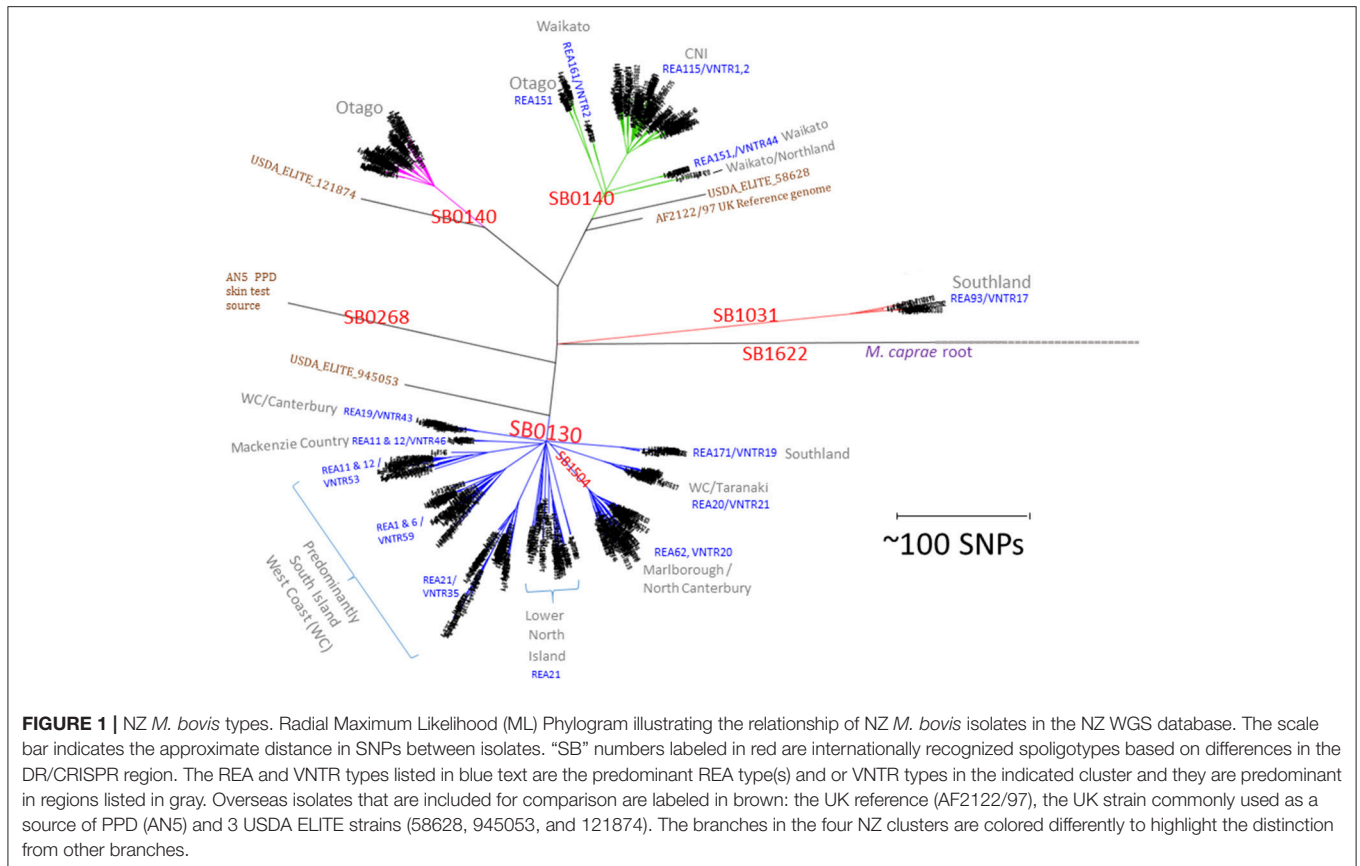 Waikato
CNI
REA115/VNTR1,2
REA161/VNTR2
Otago
REA151
Otago
REA151,/VNTR44 Waikato
Waikato/Northland
USDA_ELITE_121874
USDA_ELITE_58628
SB0140
SB0140
AF2122/97 UK Reference genome
AN5 PPD
skin test
source
SB0268
Southland
REA93/VNTR17
SB1031
SB1622
M. caprae root
USDA_ELITE_945053
WC/Canterbury REA19/VNTR43
SB0130
Mackenzie Country REA11 & 12/VNTR46
REA171/VNTR19 Southland
REA11 & 12 /
VNTR53
SB1504
WC/Taranaki
REA20/VNTR21
REA1 & 6 /
VNTR59
~100 SNPs
REA62, VNTR20
Marlborough /
North Canterbury
Predominantly
South Island
West Coast (WC)
REA21/
VNTR35
Lower
North
Island
REA21
FIGURE 1 | NZ M. bovis types. Radial Maximum Likelihood (ML) Phylogram illustrating the relationship of NZ M. bovis isolates in the NZ WGS database. The scale
bar indicates the approximate distance in SNPs between isolates. “SB” numbers labeled in red are internationally recognized spoligotypes based on differences in the
DR/CRISPR region. The REA and VNTR types listed in blue text are the predominant REA type(s) and or VNTR types in the indicated cluster and they are predominant
in regions listed in gray. Overseas isolates that are included for comparison are labeled in brown: the UK reference (AF2122/97), the UK strain commonly used as a
source of PPD (AN5) and 3 USDA ELITE strains (58628, 945053, and 121874). The branches in the four NZ clusters are colored differently to highlight the distinction
from other branches.